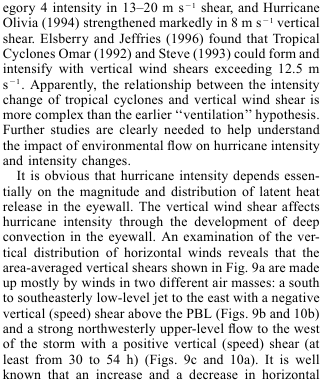 egory 4 intensity in 13–20 m s⁻¹ shear, and Hurricane
Olivia (1994) strengthened markedly in 8 m s⁻¹ vertical
shear. Elsberry and Jeffries (1996) found that Tropical
Cyclones Omar (1992) and Steve (1993) could form and
intensify with vertical wind shears exceeding 12.5 m
s⁻¹. Apparently, the relationship between the intensity
change of tropical cyclones and vertical wind shear is
more complex than the earlier ‘‘ventilation’’ hypothesis.
Further studies are clearly needed to help understand
the impact of environmental flow on hurricane intensity
and intensity changes.
It is obvious that hurricane intensity depends essen-
tially on the magnitude and distribution of latent heat
release in the eyewall. The vertical wind shear affects
hurricane intensity through the development of deep
convection in the eyewall. An examination of the ver-
tical distribution of horizontal winds reveals that the
area-averaged vertical shears shown in Fig. 9a are made
up mostly by winds in two different air masses: a south
to southeasterly low-level jet to the east with a negative
vertical (speed) shear above the PBL (Figs. 9b and 10b)
and a strong northwesterly upper-level flow to the west
of the storm with a positive vertical (speed) shear (at
least from 30 to 54 h) (Figs. 9c and 10a). It is well
known that an increase and a decrease in horizontal